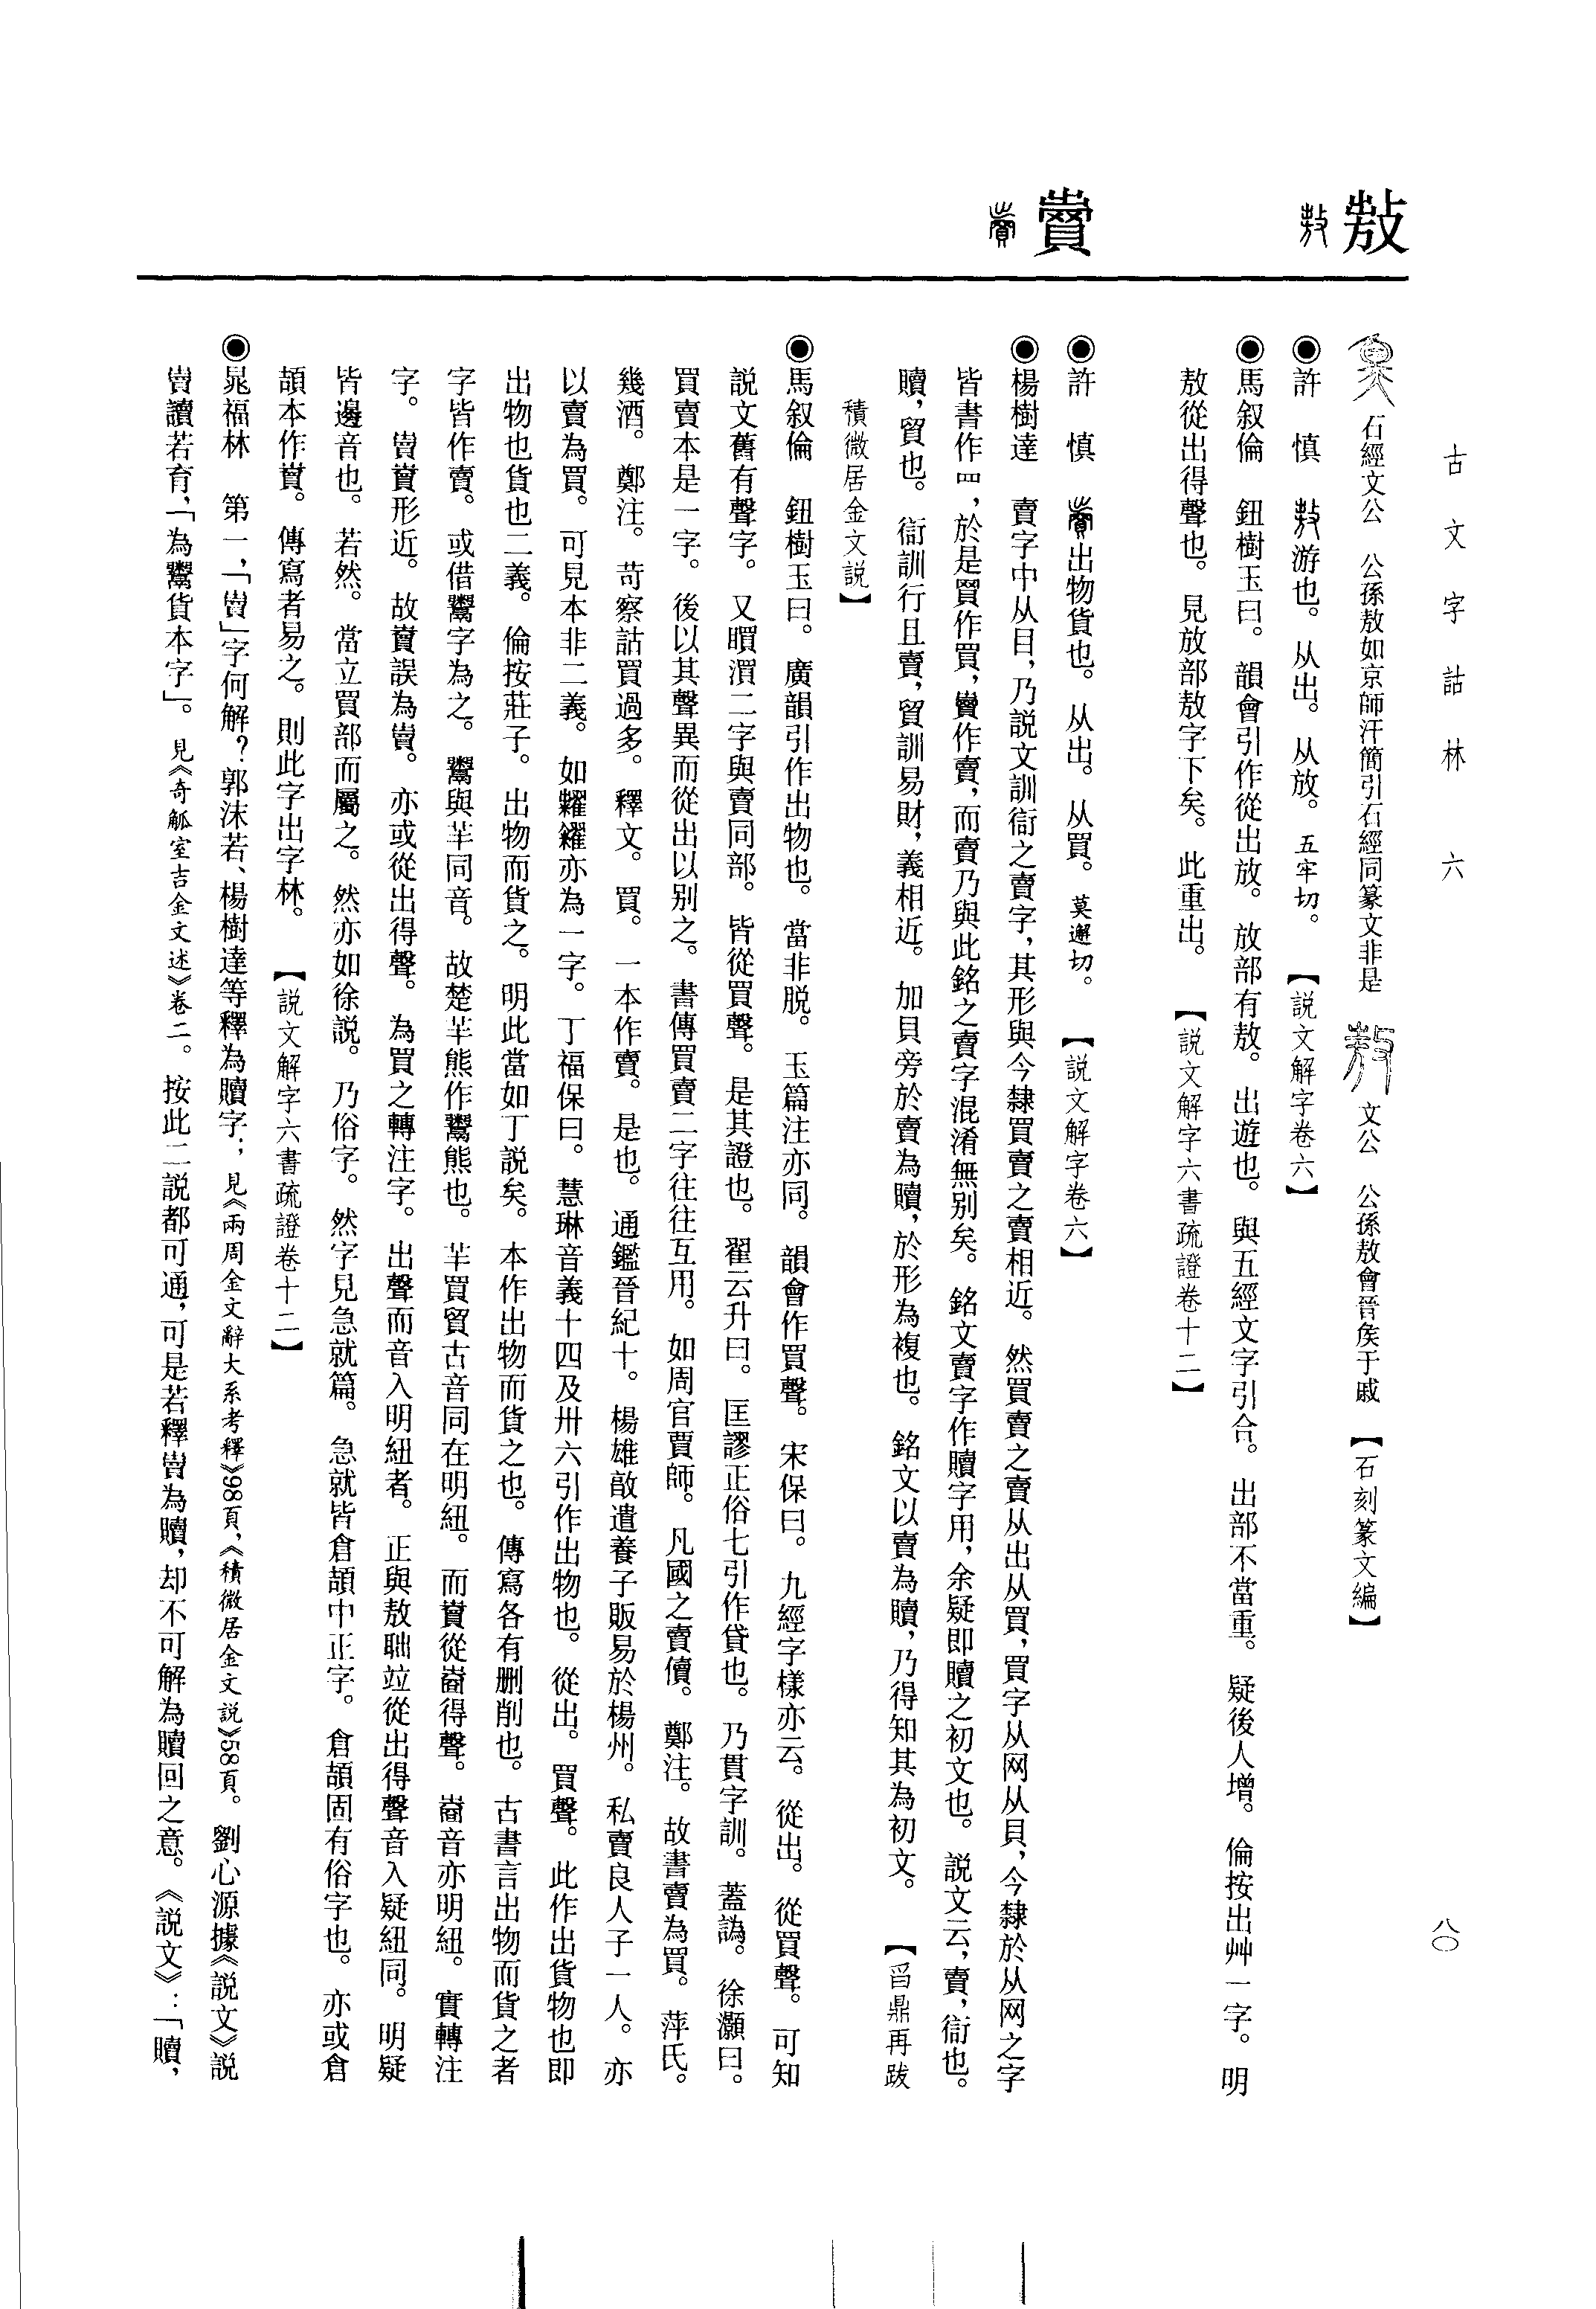 古文字詁林 六
八〇
敖
賣
石經文公 公孫敖如京師汗簡引石經同篆文非是 文公 公孫敖會晉矦于戚 【石刻篆文編】
◉許 慎 游也。从出。从放。五牢切。 【說文解字卷六】
◉馬叙倫 鈕樹玉曰。韻會引作從出放。放部有敖。出遊也。與五經文字引合。出部不當重。疑後人增。倫按出艸一字。明
敖從出得聲也。見放部敖字下矣。此重出。 【說文解字六書疏證卷十二】
◉許 慎 出物貨也。从出。从買。莫邂切。 【說文解字卷六】
◉楊樹達 賣字中从目，乃說文訓衒之賣字，其形與今隸買賣之賣相近。然買賣之賣从出从買，買字从网从貝，今隸於从网之字
皆書作罒，於是買作買，賣作賣，而賣乃與此銘之賣字混淆無別矣。銘文賣字作贖字用，余疑即贖之初文也。說文云，賣，衒也。
贖，貿也。衒訓行且賣，貿訓易財，義相近。加貝旁於賣為贖，於形為複也。銘文以賣為贖，乃得知其為初文。 【舀鼎再跋
積微居金文說】
◉馬叙倫 鈕樹玉曰。廣韻引作出物也。當非脫。玉篇注亦同。韻會作買聲。宋保曰。九經字樣亦云。從出。從買聲。可知
說文舊有聲字。又䁲渭二字與賣同部。皆從買聲。是其證也。翟云升曰。匡謬正俗七引作貸也。乃貰字訓。蓋譌。徐灝曰。
買賣本是一字。後以其聲異而從出以别之。書傳買賣二字往往互用。如周官賈師。凡國之賣儥。鄭注。故書賣為買。萍氏。
幾酒。鄭注。苛察詁買過多。釋文。買。一本作賣。是也。通鑑晉紀十。楊雄敢遣養子販易於楊州。私賣良人子一人。亦
以賣為買。可見本非二義。如糶糴亦為一字。丁福保曰。慧琳音義十四及卅六引作出物也。從出。買聲。此作出貨物也即
出物也貨也二義。倫按莊子。出物而貨之。明此當如丁說矣。本作出物而貨之也。傳寫各有删削也。古書言出物而貨之者
字皆作賣。或借鬻字為之。鬻與羋同音。故楚羋熊作鬻熊也。羋買貿古音同在明紐。而賣從㕯得聲。㕯音亦明紐。實轉注
字。賣賣形近。故賣誤為賣。亦或從出得聲。為買之轉注字。出聲而音入明紐者。正與敖聉竝從出得聲音入疑紐同。明疑
皆邊音也。若然。當立買部而屬之。然亦如徐說。乃俗字。然字見急就篇。急就皆倉頡中正字。倉頡固有俗字也。亦或倉
頡本作賣。傳寫者易之。則此字出字林。 【說文解字六書疏證卷十二】
◉晁福林 第一，「賣」字何解？郭沫若、楊樹達等釋為贖字；見《兩周金文辭大系考釋》98頁，《積微居金文說》58頁。劉心源據《說文》說
賣讀若育，「為鬻貨本字」。見《奇觚室吉金文述》卷二。按此二說都可通，可是若釋賣為贖，却不可解為贖回之意。《說文》：「贖，